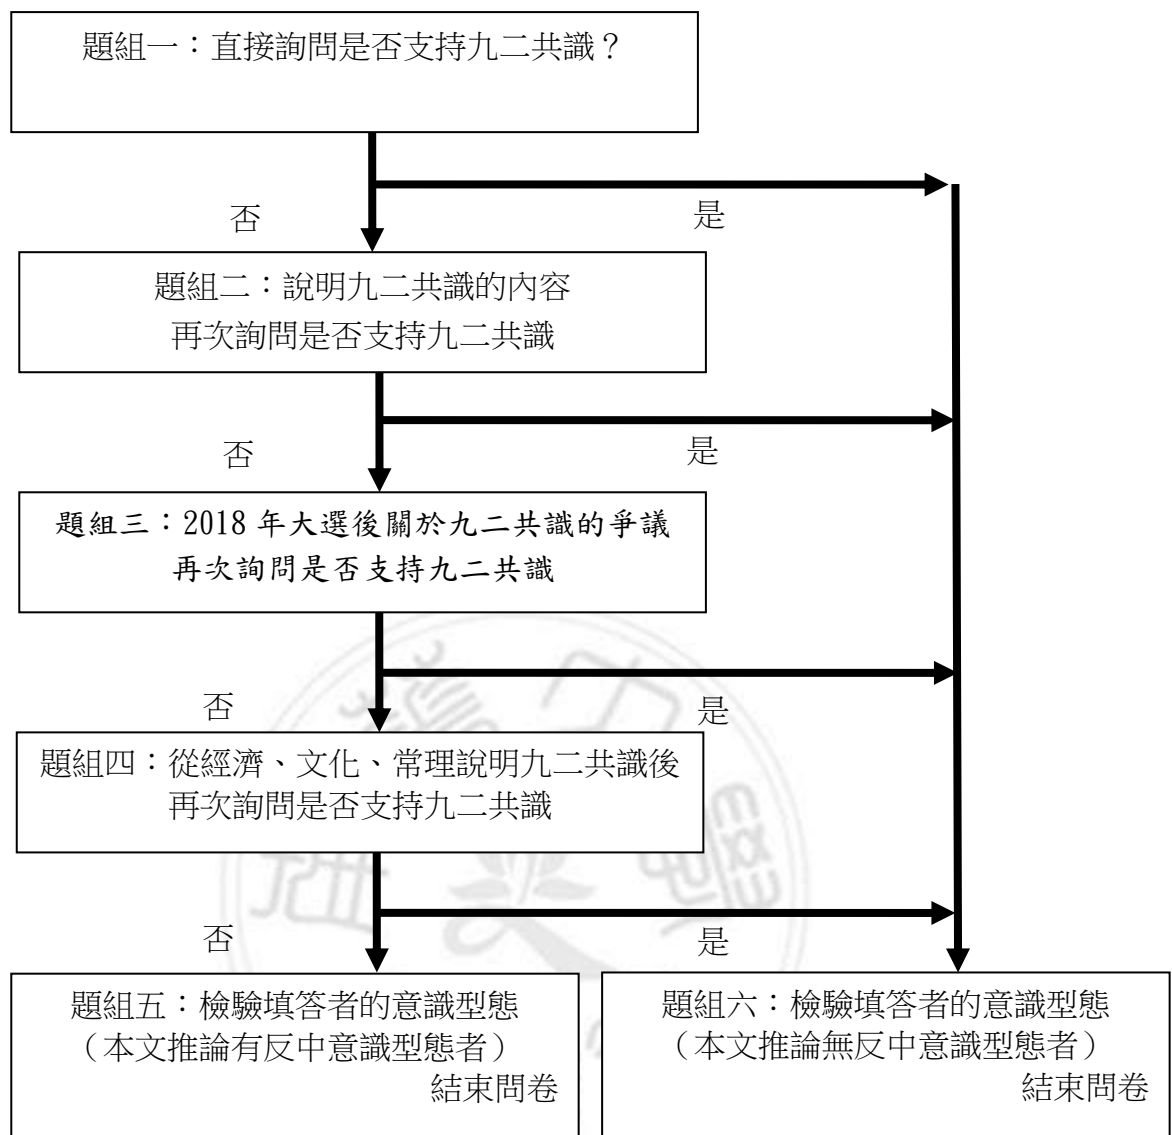 題組一：直接詢問是否支持九二共識？
否
是
題組二：說明九二共識的內容
再次詢問是否支持九二共識
否
是
題組三：2018 年大選後關於九二共識的爭議
再次詢問是否支持九二共識
否
是
題組四：從經濟、文化、常理說明九二共識後
再次詢問是否支持九二共識
否
是
題組五：檢驗填答者的意識型態
（本文推論有反中意識型態者）
結束問卷
題組六：檢驗填答者的意識型態
（本文推論無反中意識型態者）
結束問卷